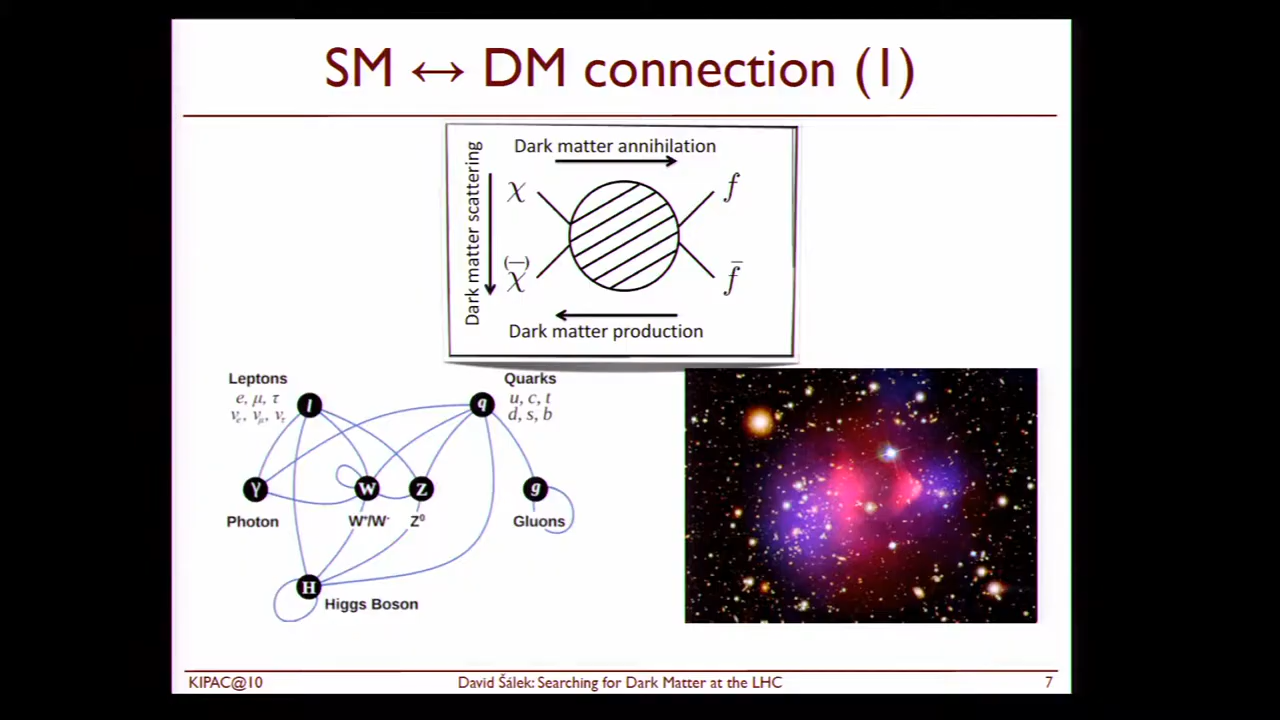 SM ↔ DM connection (1)
Dark matter annihilation
Dark matter scattering
χ
f
(—)
χ
f̄
Dark matter production
Leptons
e, μ, τ
νe, νμ, ντ
l
Quarks
u, c, t
d, s, b
q
γ
W
Z
g
Photon
W⁺/W⁻
Z⁰
Gluons
H
Higgs Boson
KIPAC@10
David Šálek: Searching for Dark Matter at the LHC
7